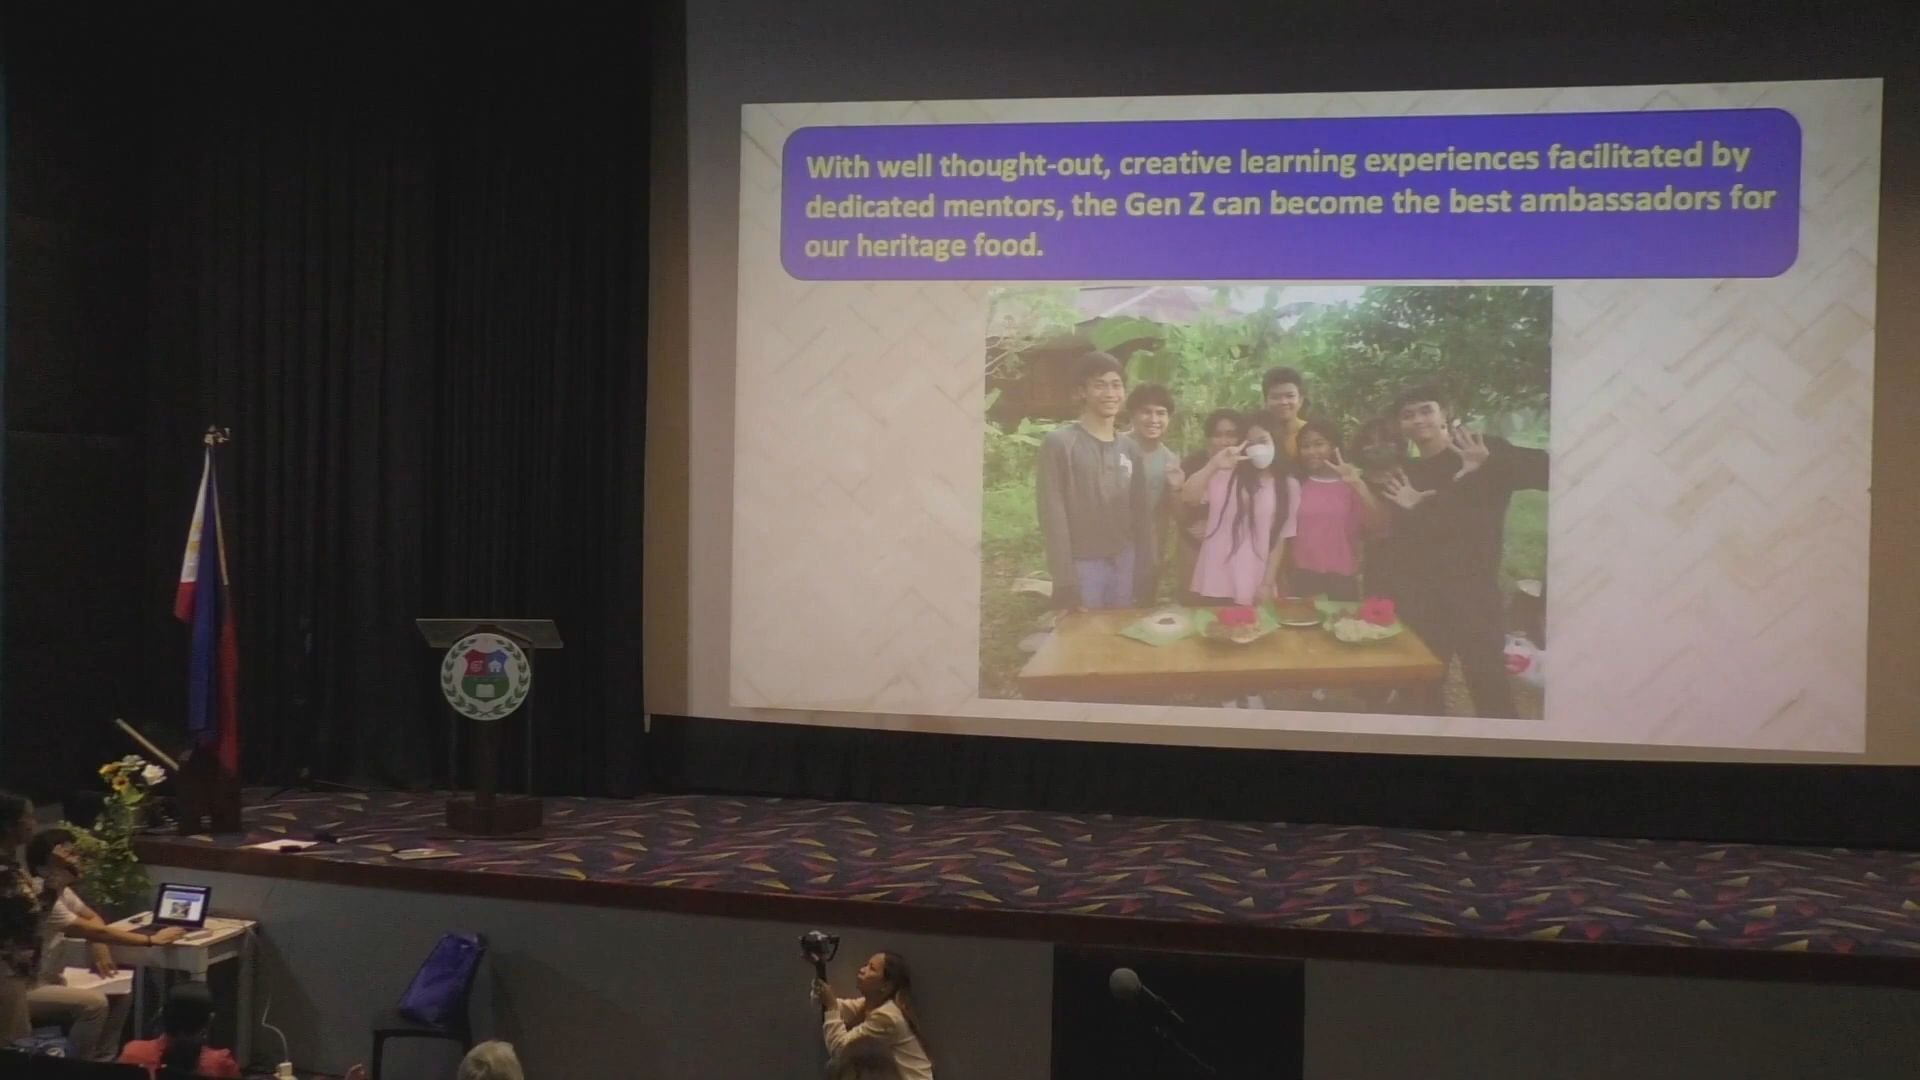 With well thought-out, creative learning experiences facilitated by
dedicated mentors, the Gen Z can become the best ambassadors for
our heritage food.